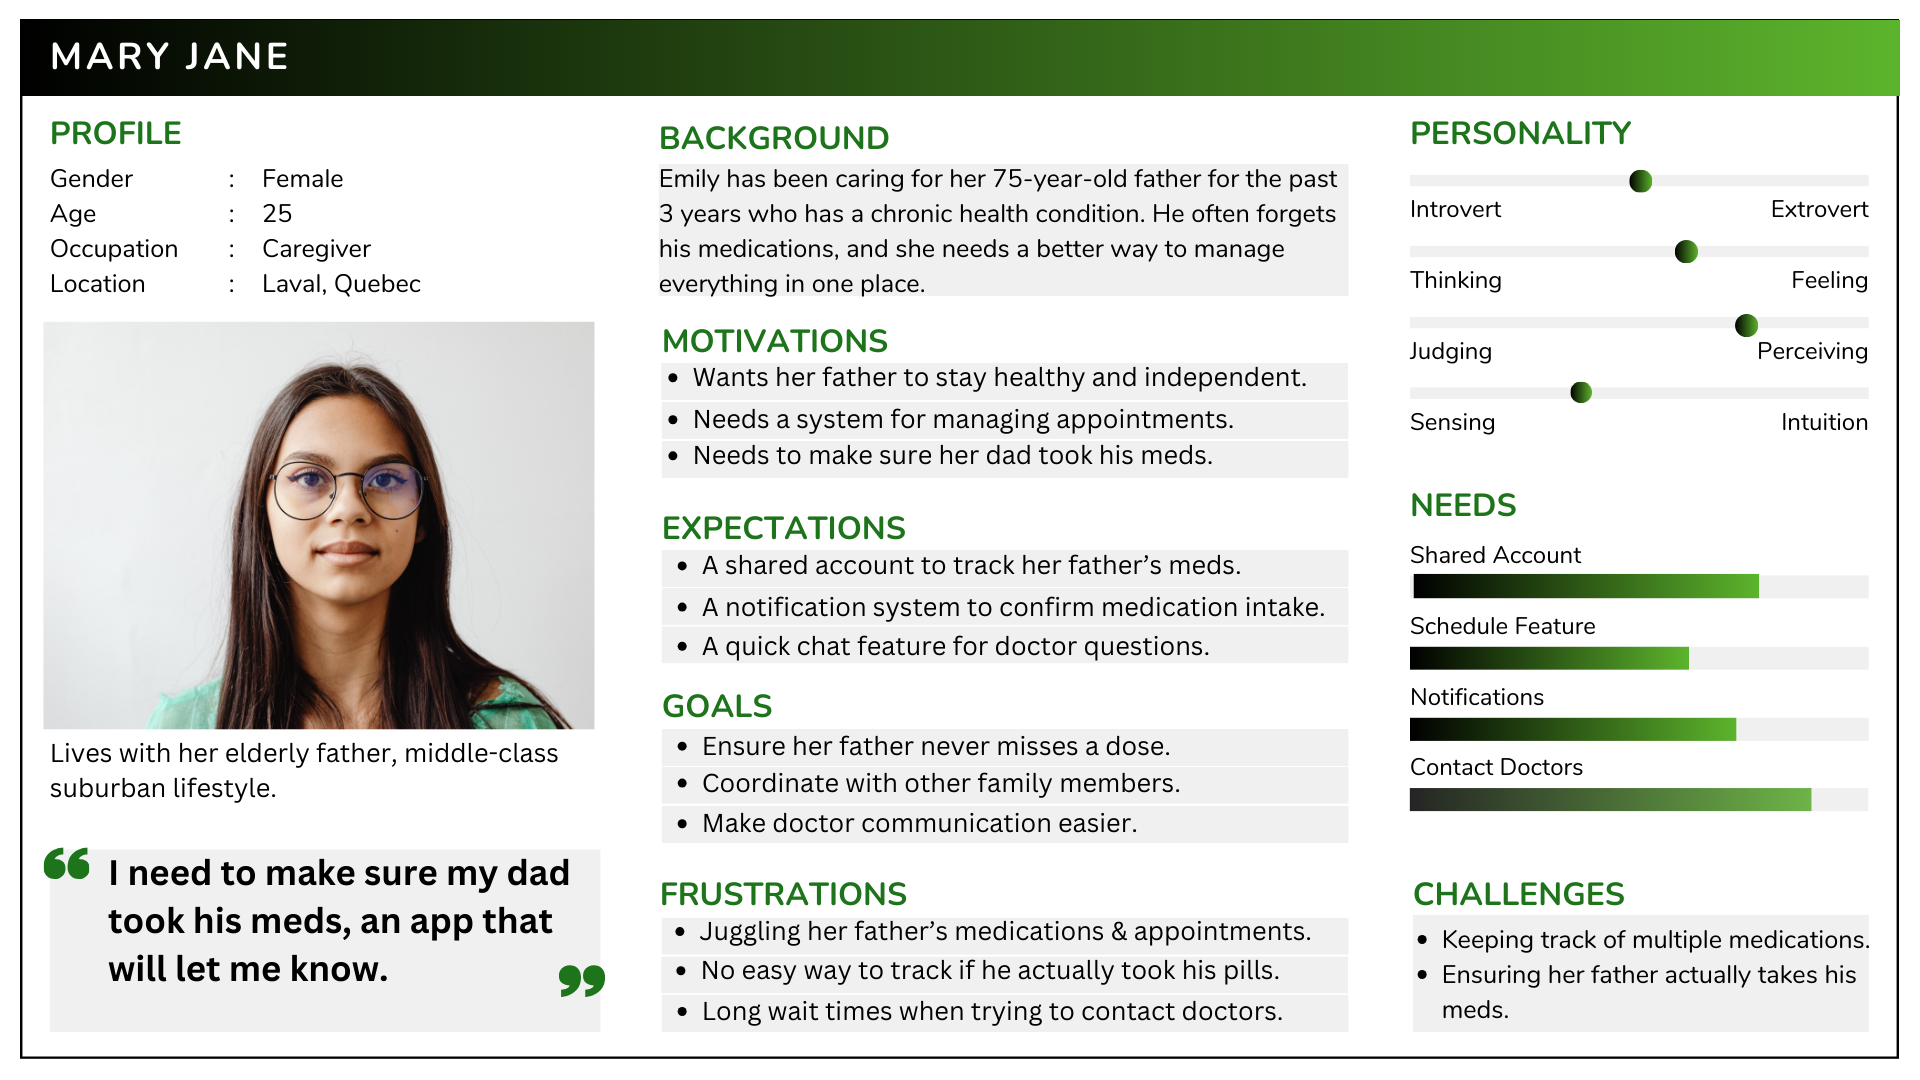 MARY JANE
PROFILE
Gender : Female
Age : 25
Occupation : Caregiver
Location : Laval, Quebec
Lives with her elderly father, middle-class
suburban lifestyle.
“ I need to make sure my dad
took his meds, an app that
will let me know. ”
BACKGROUND
Emily has been caring for her 75-year-old father for the past
3 years who has a chronic health condition. He often forgets
his medications, and she needs a better way to manage
everything in one place.
MOTIVATIONS
• Wants her father to stay healthy and independent.
• Needs a system for managing appointments.
• Needs to make sure her dad took his meds.
EXPECTATIONS
• A shared account to track her father’s meds.
• A notification system to confirm medication intake.
• A quick chat feature for doctor questions.
GOALS
• Ensure her father never misses a dose.
• Coordinate with other family members.
• Make doctor communication easier.
FRUSTRATIONS
• Juggling her father’s medications & appointments.
• No easy way to track if he actually took his pills.
• Long wait times when trying to contact doctors.
PERSONALITY
Introvert Extrovert
Thinking Feeling
Judging Perceiving
Sensing Intuition
NEEDS
Shared Account
Schedule Feature
Notifications
Contact Doctors
CHALLENGES
• Keeping track of multiple medications.
• Ensuring her father actually takes his
meds.